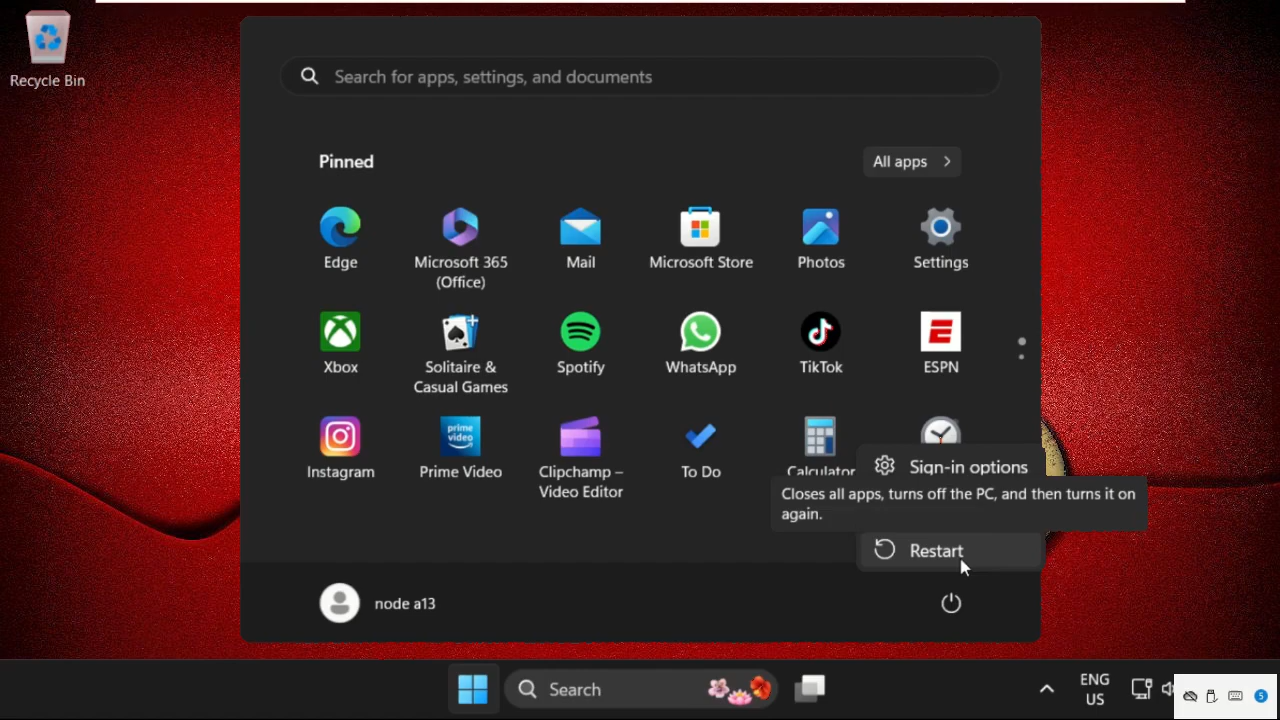 Recycle Bin
Search for apps, settings, and documents
Pinned
All apps
Edge
Microsoft 365
(Office)
Mail
Microsoft Store
Photos
Settings
Xbox
Solitaire &
Casual Games
Spotify
WhatsApp
TikTok
ESPN
Instagram
prime
video
Prime Video
Clipchamp –
Video Editor
To Do
Calculator
Sign-in options
Closes all apps, turns off the PC, and then turns it on
again.
Restart
node a13
Search
ENG
US
5